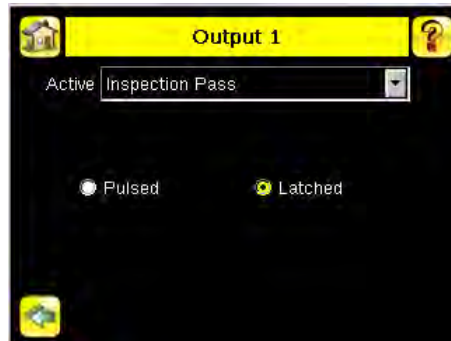 Output 1
?
Active Inspection Pass
Pulsed Latched